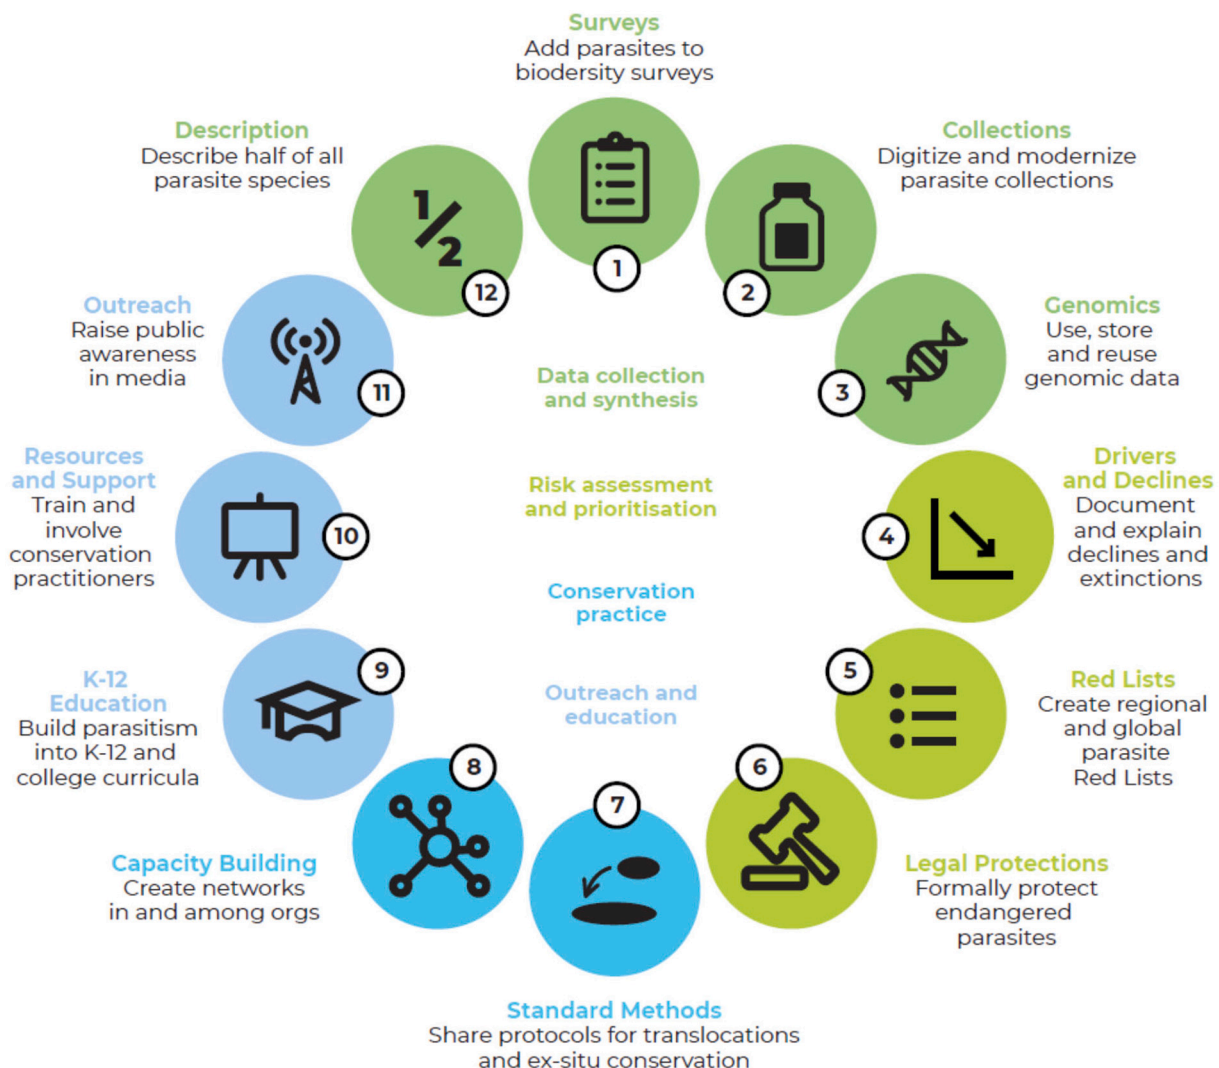 Surveys
Add parasites to
biodersity surveys
1
Collections
Digitize and modernize
parasite collections
2
Genomics
Use, store
and reuse
genomic data
3
Drivers
and Declines
Document
and explain
declines and
extinctions
4
Red Lists
Create regional
and global
parasite
Red Lists
5
Legal Protections
Formally protect
endangered
parasites
6
Standard Methods
Share protocols for translocations
and ex-situ conservation
7
Capacity Building
Create networks
in and among orgs
8
K-12
Education
Build parasitism
into K-12 and
college curricula
9
Resources
and Support
Train and
involve
conservation
practitioners
10
Outreach
Raise public
awareness
in media
11
Description
Describe half of all
parasite species
1/2
12
Data collection
and synthesis
Risk assessment
and prioritisation
Conservation
practice
Outreach and
education